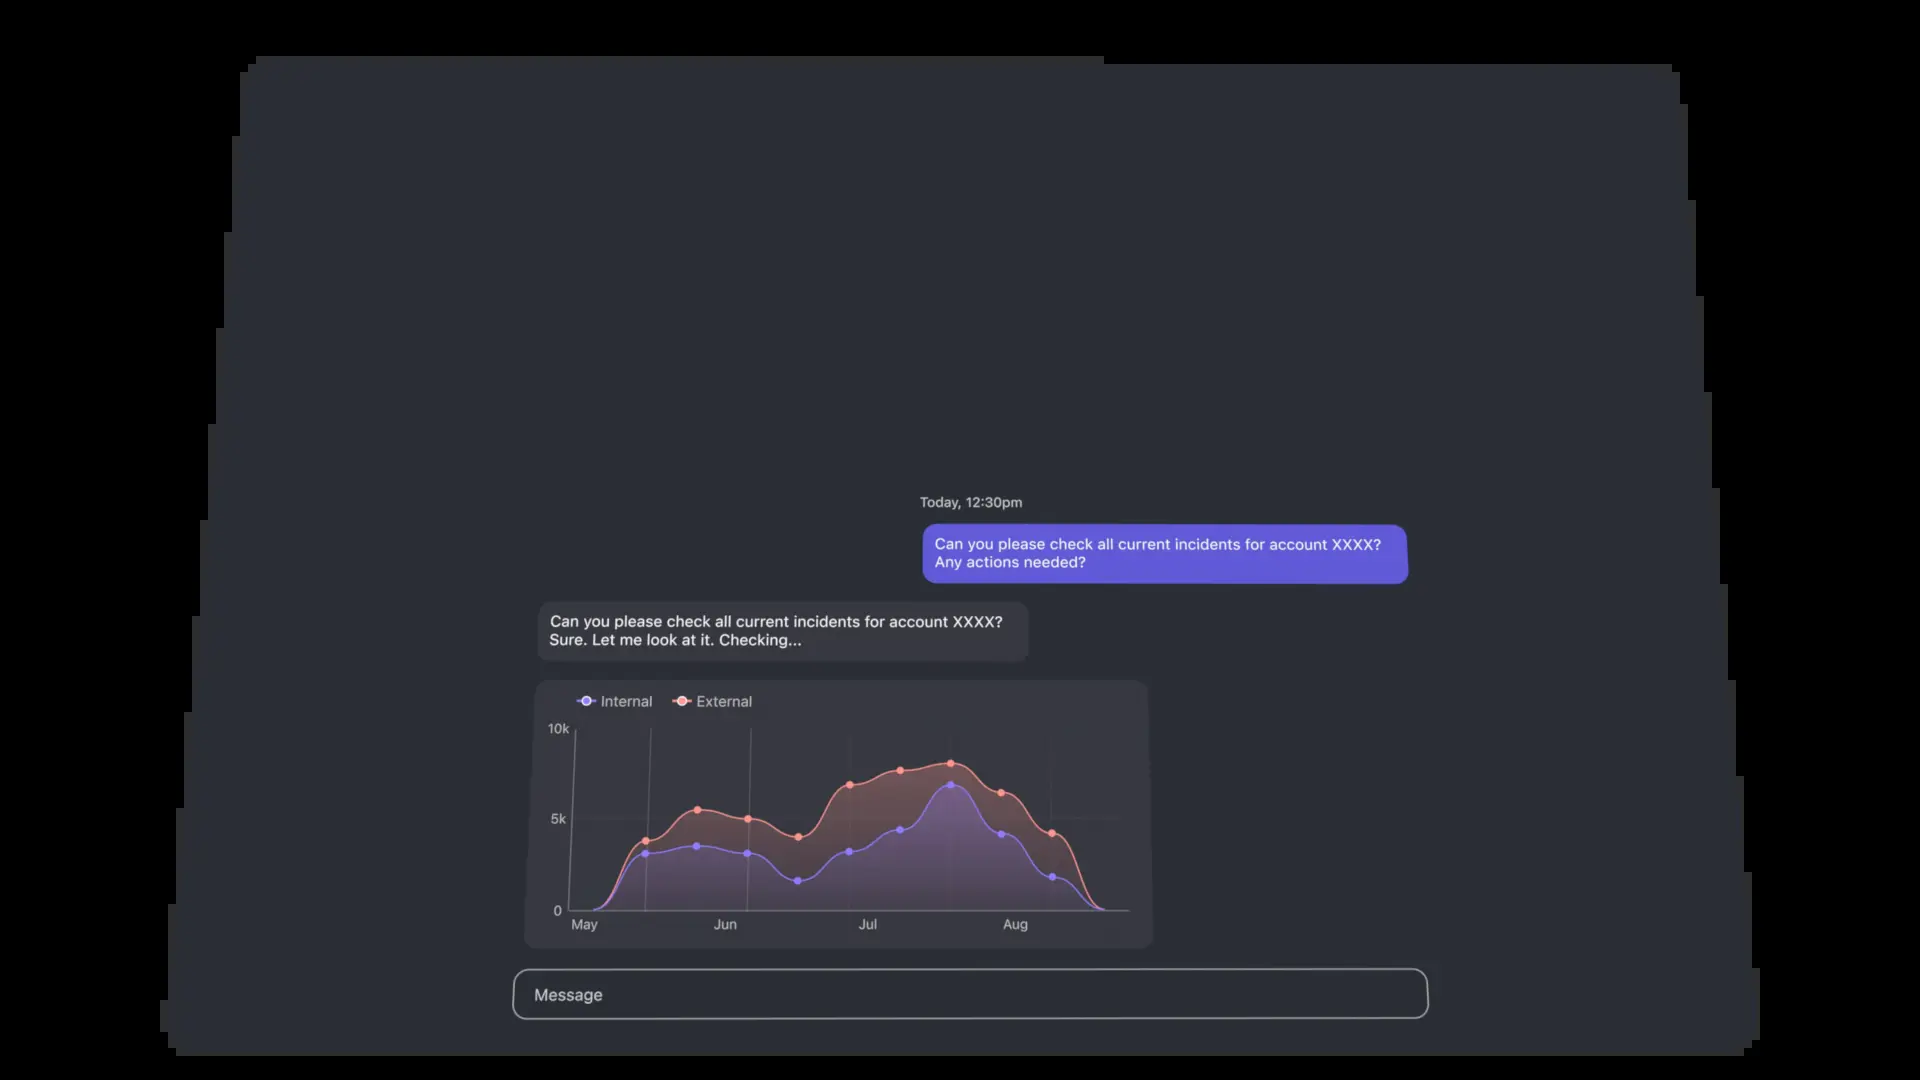 Today, 12:30pm
Can you please check all current incidents for account XXXX?
Any actions needed?
Can you please check all current incidents for account XXXX?
Sure. Let me look at it. Checking...
Internal External
10k
5k
0
May Jun Jul Aug
Message